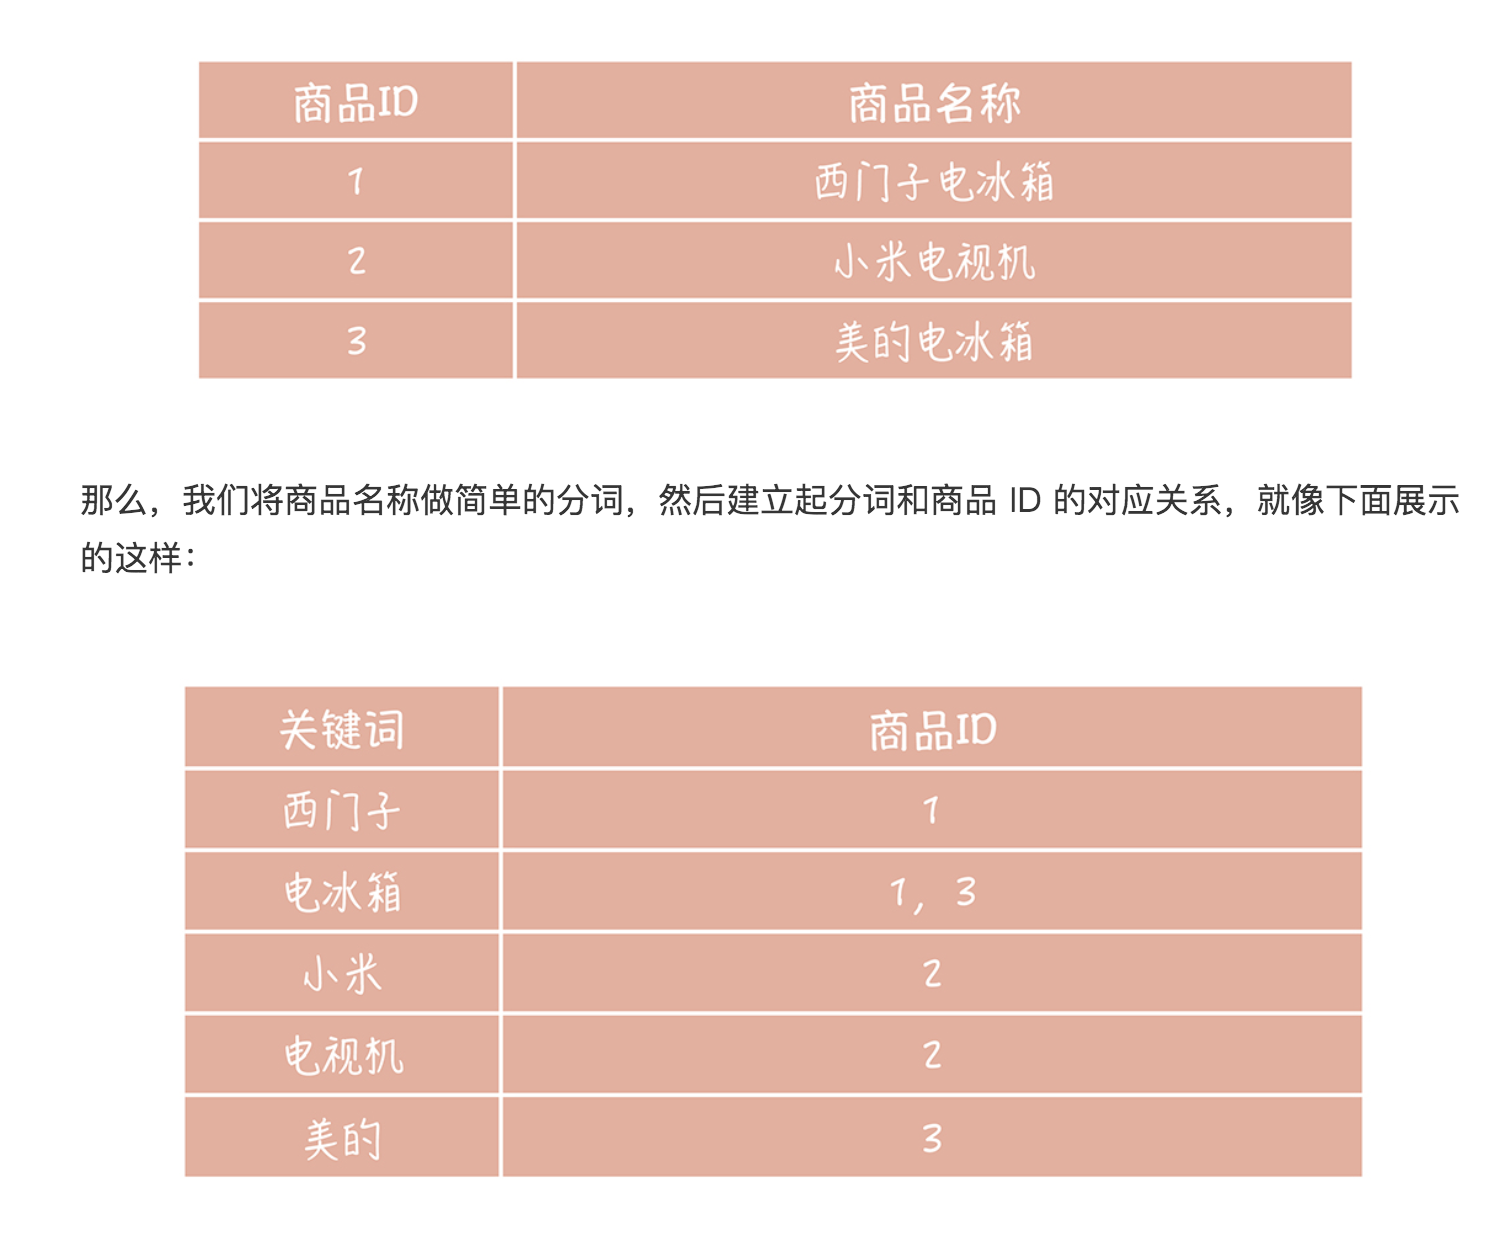 商品ID 商品名称
1 西门子电冰箱
2 小米电视机
3 美的电冰箱
那么，我们将商品名称做简单的分词，然后建立起分词和商品 ID 的对应关系，就像下面展示
的这样：
关键词 商品ID
西门子 1
电冰箱 1，3
小米 2
电视机 2
美的 3